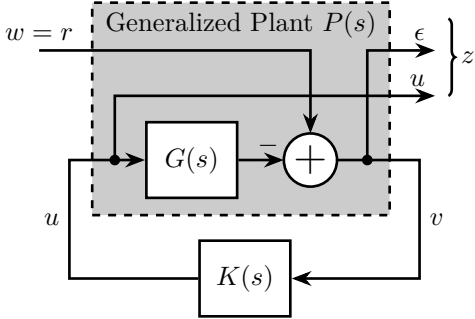 Generalized Plant P(s)
w = r
ϵ
z
u
G(s)
−
+
u
v
K(s)